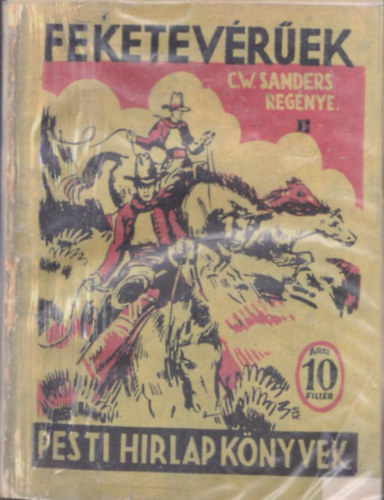 FEKETEVÉRŰEK
C.W. SANDERS
REGÉNYE.
ÁRA:
10
FILLÉR
PESTI HIRLAP KÖNYVEK